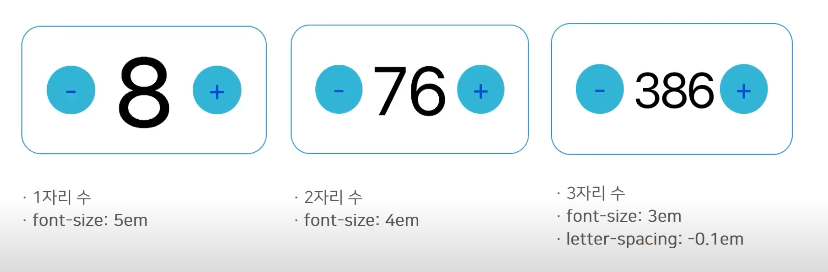 - 8 +
- 76 +
- 386 +
· 1자리 수
· font-size: 5em
· 2자리 수
· font-size: 4em
· 3자리 수
· font-size: 3em
· letter-spacing: -0.1em